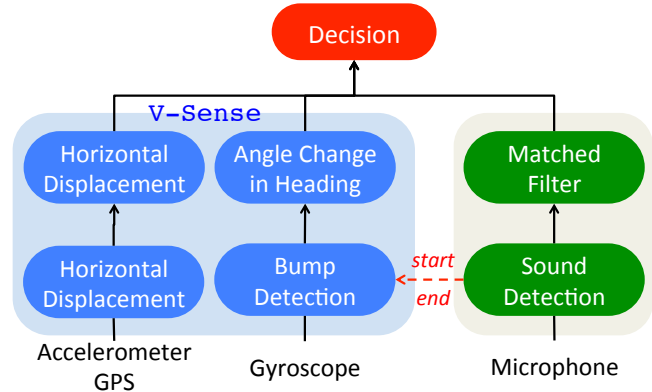 Decision
V-Sense
Horizontal
Displacement
Angle Change
in Heading
Matched
Filter
Horizontal
Displacement
Bump
Detection
start
end
Sound
Detection
Accelerometer
GPS
Gyroscope
Microphone